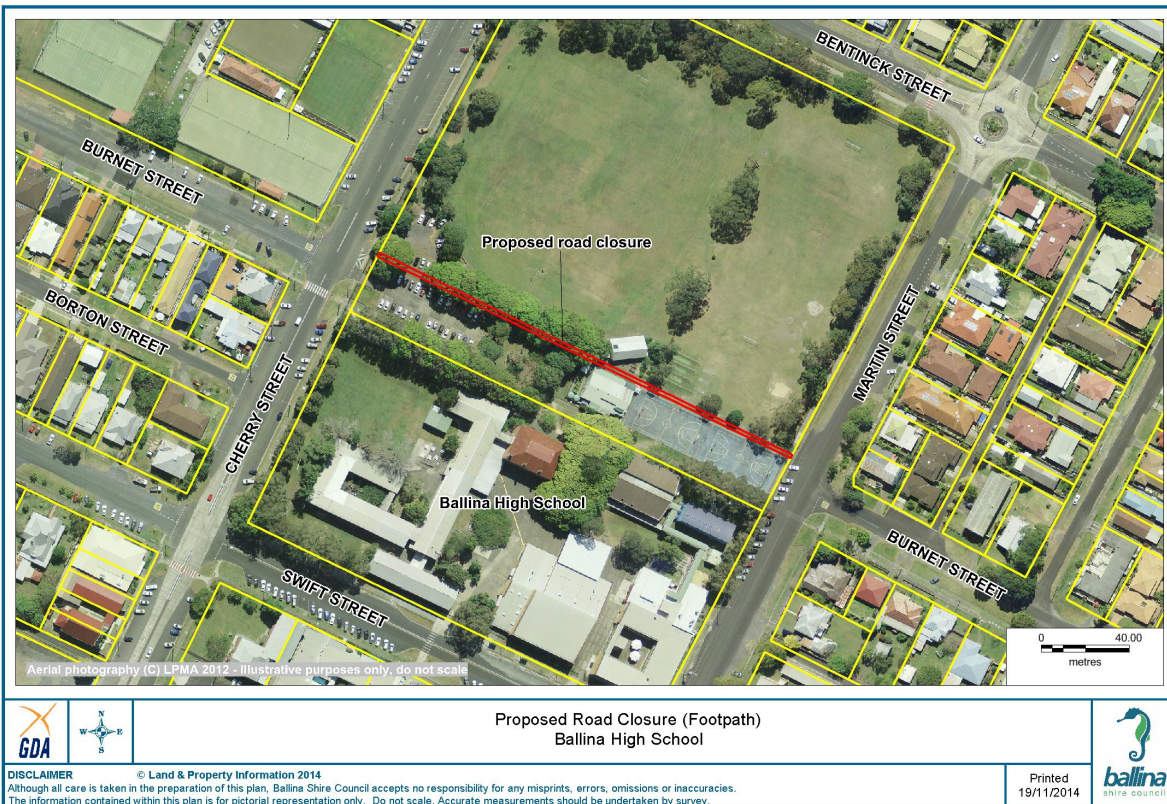 BENTINCK STREET
BURNET STREET
Proposed road closure
BORTON STREET
MARTIN STREET
CHERRY STREET
Ballina High School
BURNET STREET
SWIFT STREET
0 40.00
metres
Aerial photography (C) LPMA 2012 - Illustrative purposes only, do not scale
GDA
N
W E
S
Proposed Road Closure (Footpath)
Ballina High School
ballina
shire council
DISCLAIMER © Land & Property Information 2014
Although all care is taken in the preparation of this plan, Ballina Shire Council accepts no responsibility for any misprints, errors, omissions or inaccuracies.
The information contained within this plan is for pictorial representation only. Do not scale. Accurate measurements should be undertaken by survey.
Printed
19/11/2014